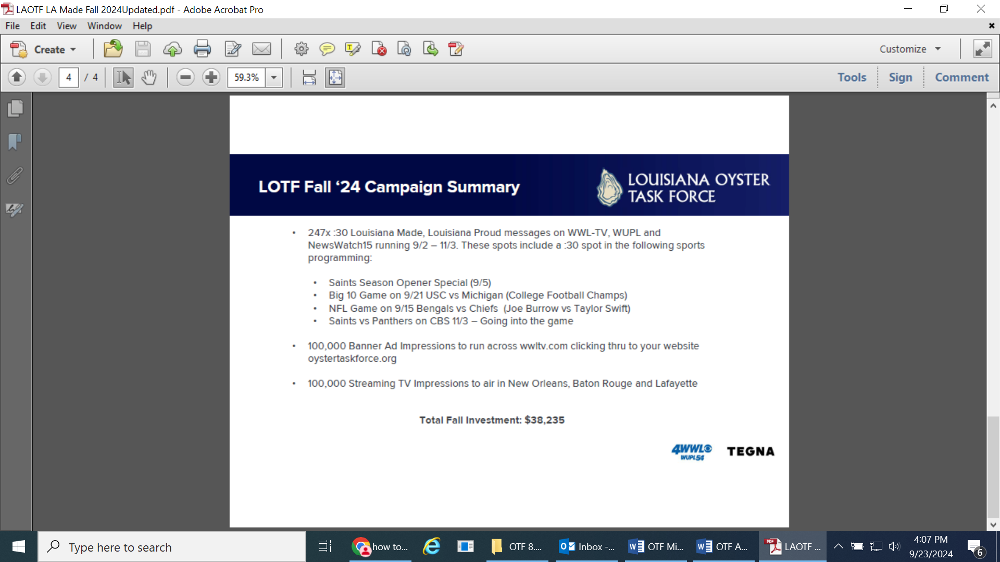 LAOTF LA Made Fall 2024Updated.pdf - Adobe Acrobat Pro
File Edit View Window Help
Create
Customize
4 / 4
59.3%
Tools Sign Comment
LOTF Fall ‘24 Campaign Summary
LOUISIANA OYSTER
TASK FORCE
• 247x :30 Louisiana Made, Louisiana Proud messages on WWL-TV, WUPL and
NewsWatch15 running 9/2 – 11/3. These spots include a :30 spot in the following sports
programming:
• Saints Season Opener Special (9/5)
• Big 10 Game on 9/21 USC vs Michigan (College Football Champs)
• NFL Game on 9/15 Bengals vs Chiefs (Joe Burrow vs Taylor Swift)
• Saints vs Panthers on CBS 11/3 – Going into the game
• 100,000 Banner Ad Impressions to run across wwltv.com clicking thru to your website
oystertaskforce.org
• 100,000 Streaming TV Impressions to air in New Orleans, Baton Rouge and Lafayette
Total Fall Investment: $38,235
4WWL
WUPL54
TEGNA
Type here to search
how to...
OTF 8....
Inbox -...
OTF Mi...
OTF A...
LAOTF ...
4:07 PM
9/23/2024
6